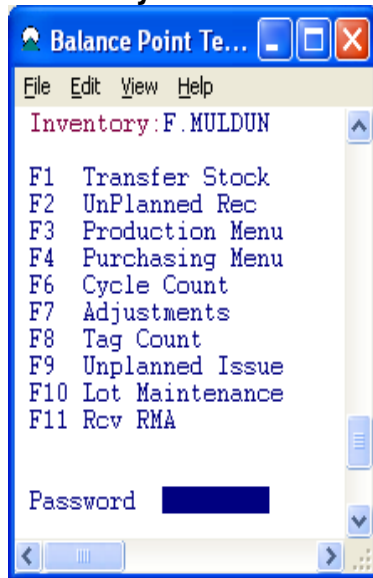 Balance Point Te...
File Edit View Help
Inventory:F.MULDUN
F1 Transfer Stock
F2 UnPlanned Rec
F3 Production Menu
F4 Purchasing Menu
F6 Cycle Count
F7 Adjustments
F8 Tag Count
F9 Unplanned Issue
F10 Lot Maintenance
F11 Rcv RMA
Password